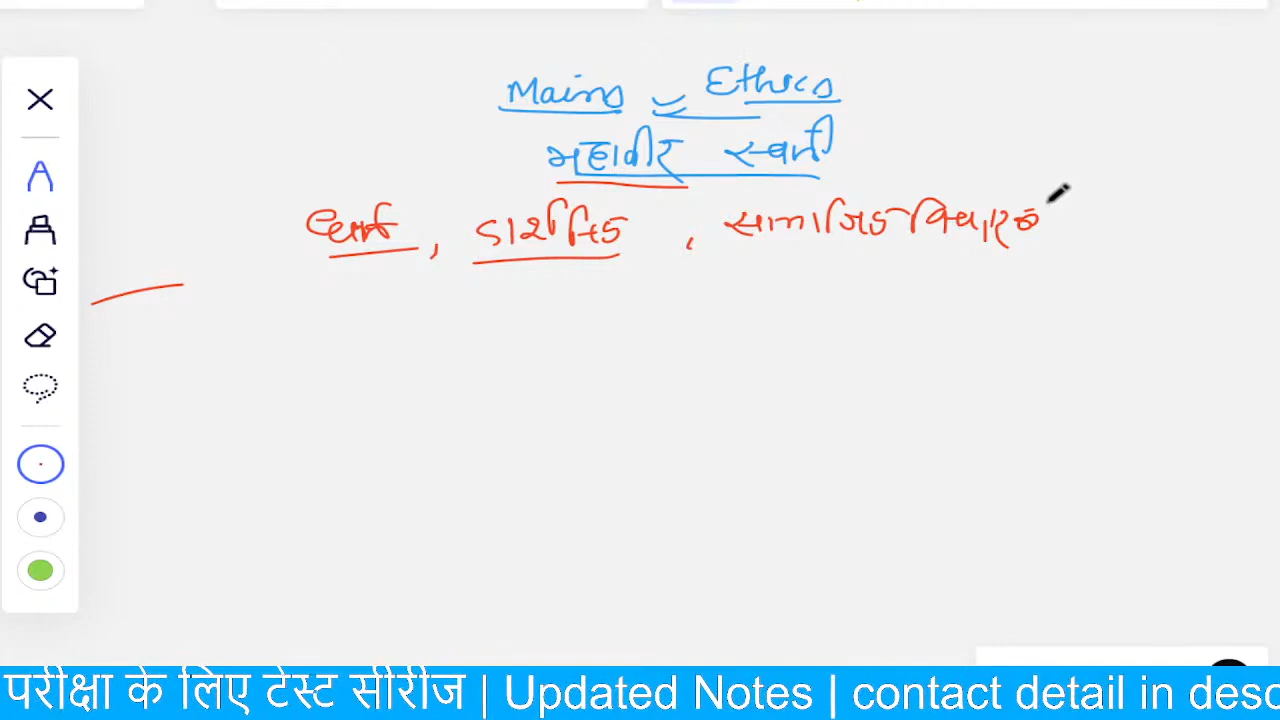 Mains Ethics
महावीर स्वामी
धर्म, दार्शनिक, सामाजिक विचारक
परीक्षा के लिए टेस्ट सीरीज | Updated Notes | contact detail in desc